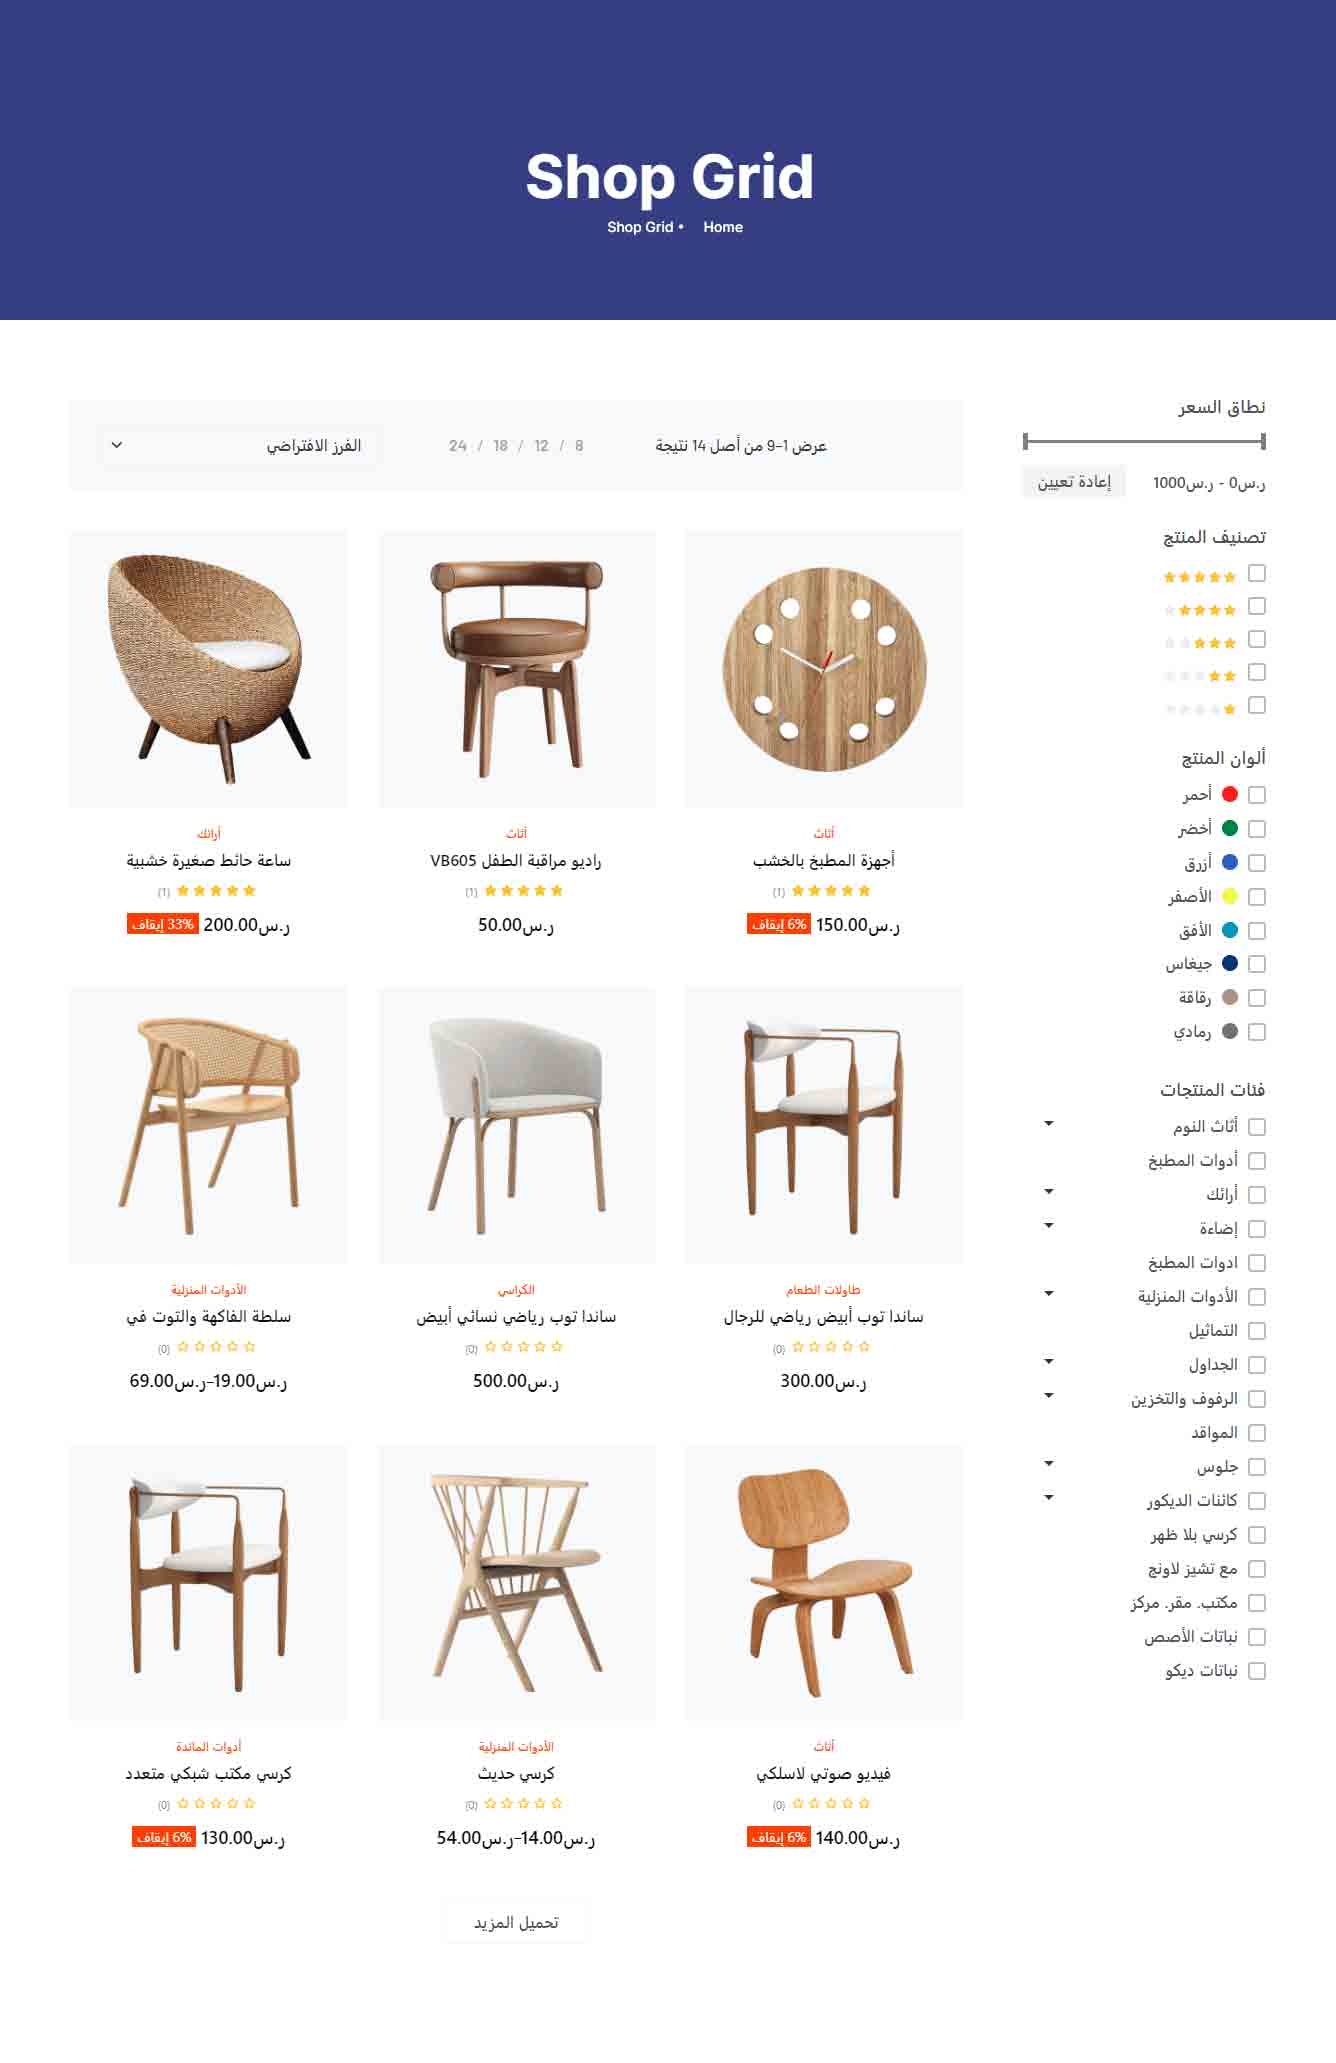 Shop Grid
Home • Shop Grid
نطاق السعر
ر.س0 - ر.س1000
إعادة تعيين
تصنيف المنتج
ألوان المنتج
أحمر
أخضر
أزرق
الأصفر
الأفق
جيغاس
رقاقة
رمادي
فئات المنتجات
أثاث النوم
أدوات المطبخ
أرائك
إضاءة
ادوات المطبخ
الأدوات المنزلية
التماثيل
الجداول
الرفوف والتخزين
المواقد
جلوس
كائنات الديكور
كرسي بلا ظهر
مع تشيز لاونج
مكتب. مقر. مركز
نباتات الأصص
نباتات ديكو
عرض 1–9 من أصل 14 نتيجة
8 / 12 / 18 / 24
الفرز الافتراضي
أثاث
أجهزة المطبخ بالخشب
(1)
ر.س150.00 6% إيقاف
أثاث
راديو مراقبة الطفل VB605
(1)
ر.س50.00
أرائك
ساعة حائط صغيرة خشبية
(1)
ر.س200.00 33% إيقاف
طاولات الطعام
ساندا توب أبيض رياضي للرجال
(0)
ر.س300.00
الكراسي
ساندا توب رياضي نسائي أبيض
(0)
ر.س500.00
الأدوات المنزلية
سلطة الفاكهة والتوت في
(0)
ر.س19.00–ر.س69.00
أثاث
فيديو صوتي لاسلكي
(0)
ر.س140.00 6% إيقاف
الأدوات المنزلية
كرسي حديث
(0)
ر.س14.00–ر.س54.00
أدوات المائدة
كرسي مكتب شبكي متعدد
(0)
ر.س130.00 6% إيقاف
تحميل المزيد